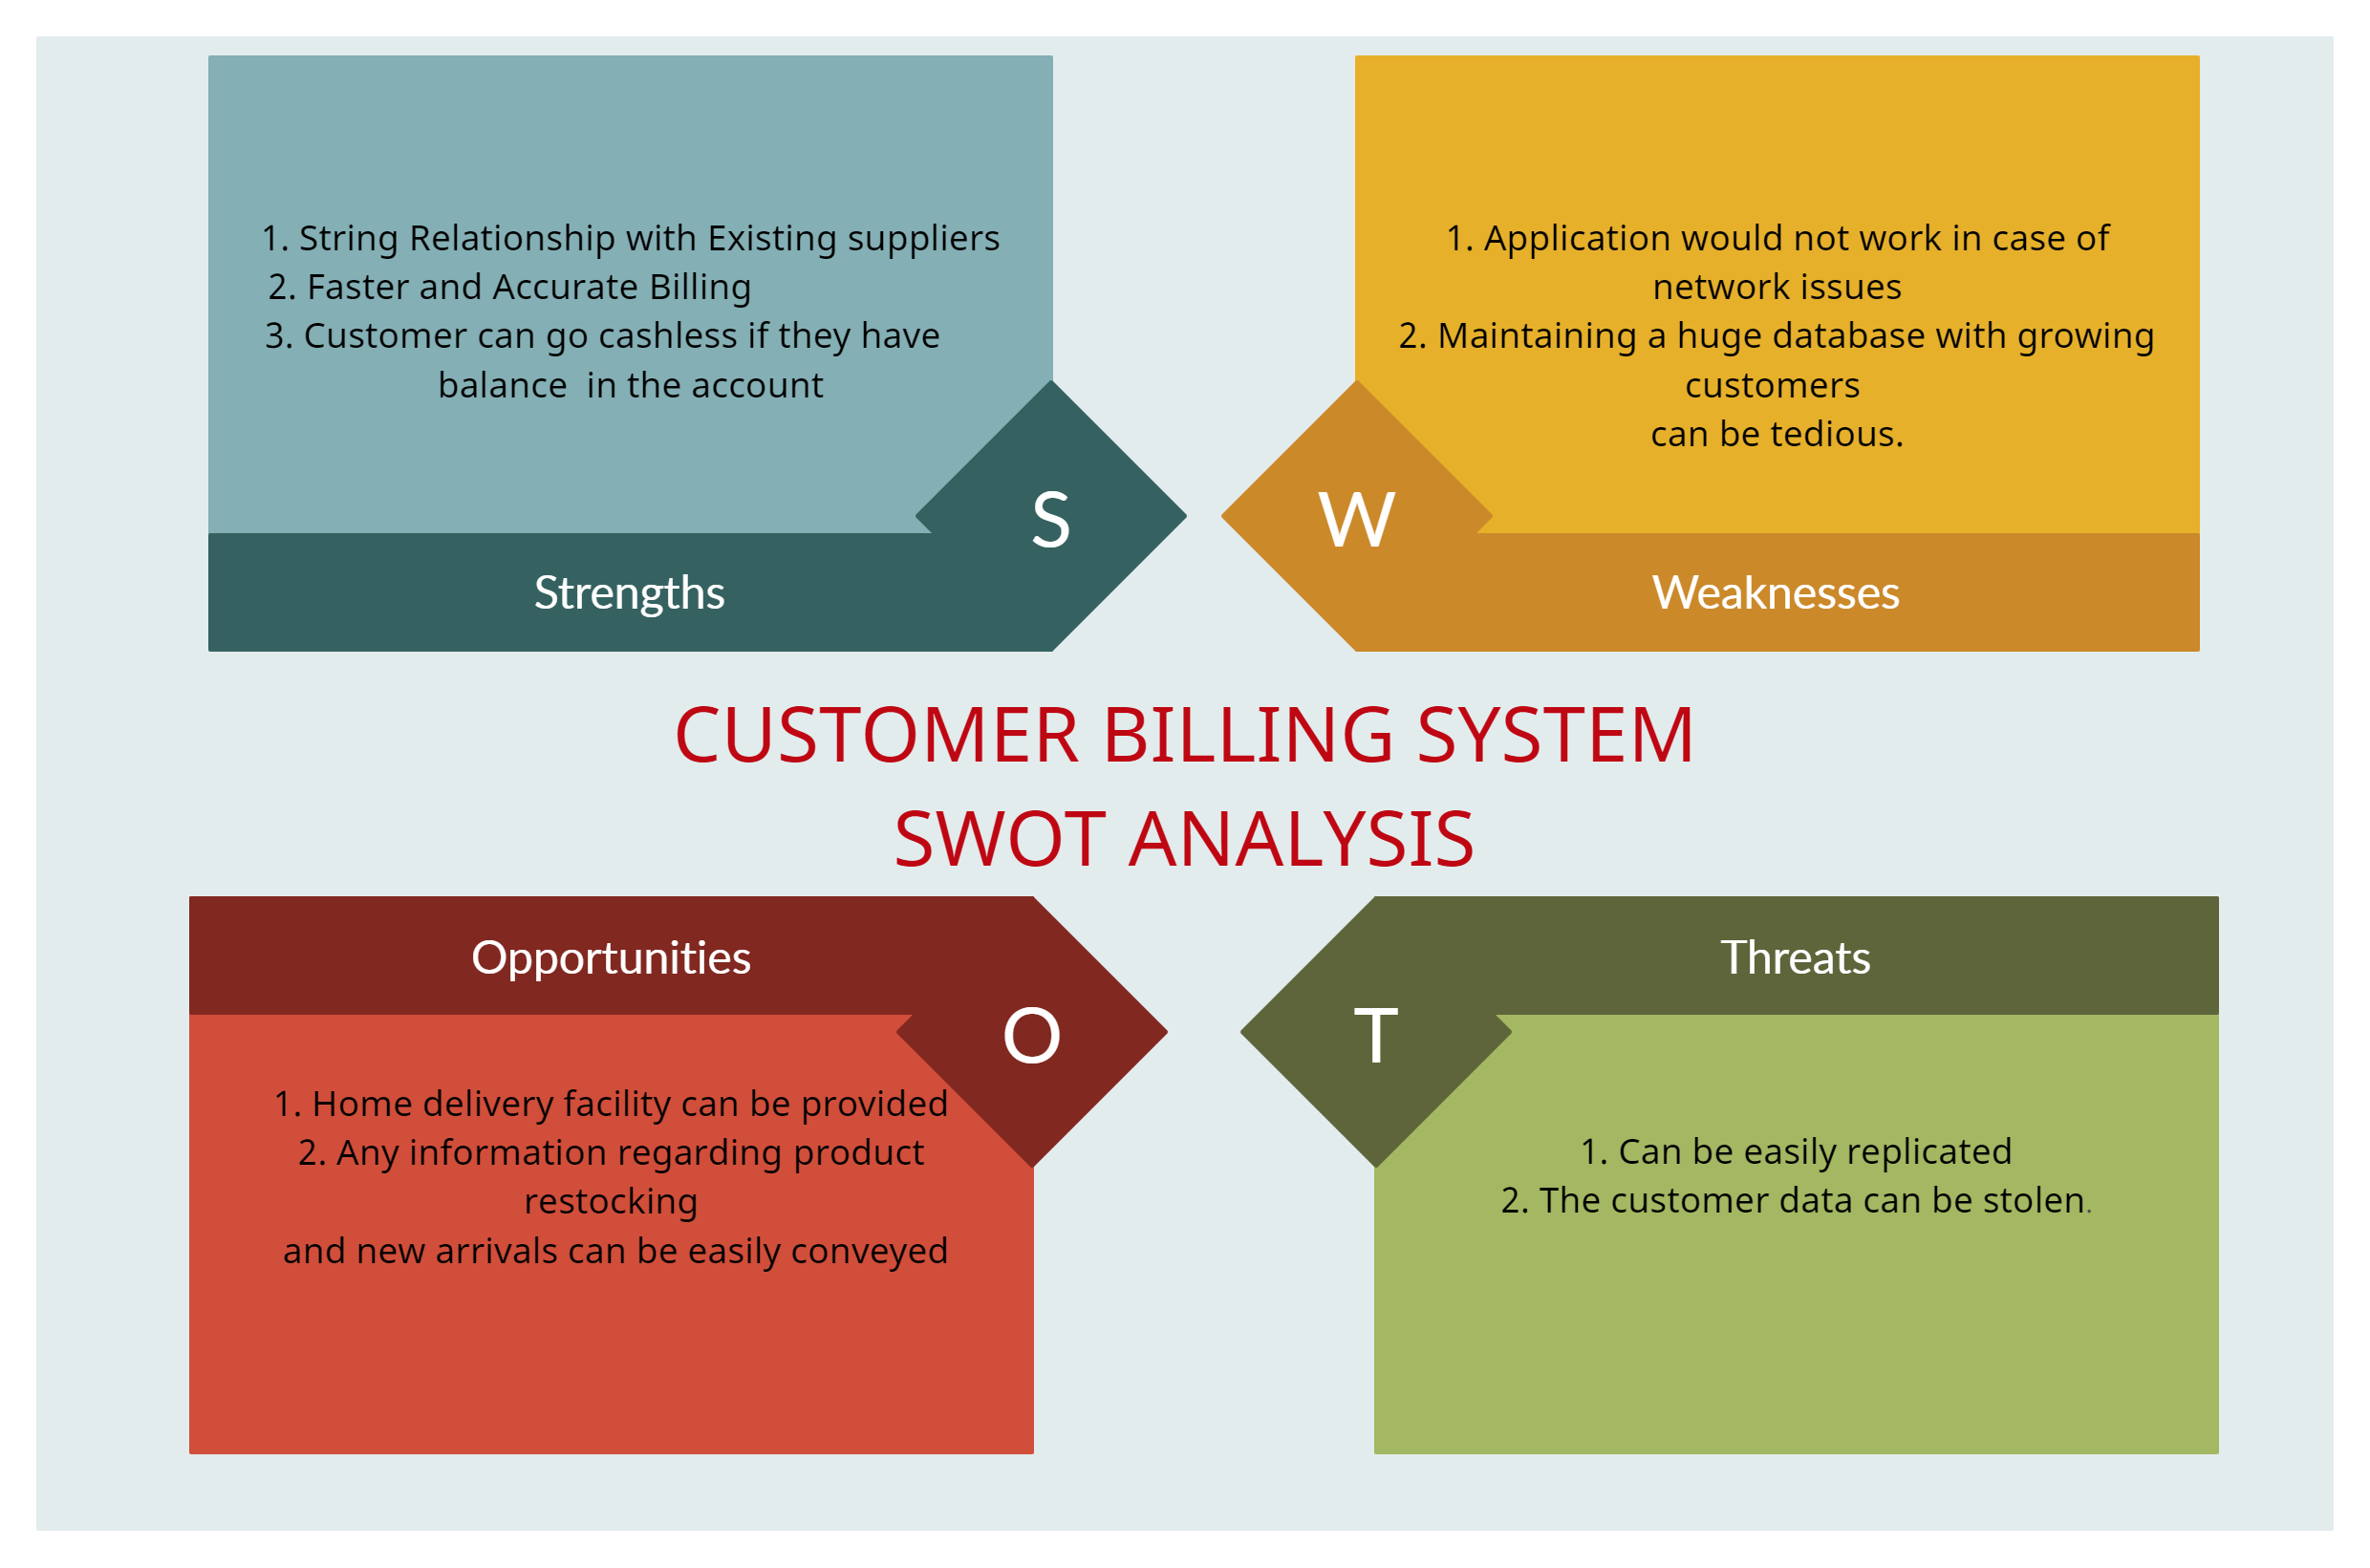 1. String Relationship with Existing suppliers
2. Faster and Accurate Billing
3. Customer can go cashless if they have
balance  in the account
S
Strengths
1. Application would not work in case of
network issues
2. Maintaining a huge database with growing
customers
can be tedious.
W
Weaknesses
CUSTOMER BILLING SYSTEM
SWOT ANALYSIS
Opportunities
O
1. Home delivery facility can be provided
2. Any information regarding product
restocking
and new arrivals can be easily conveyed
Threats
T
1. Can be easily replicated
2. The customer data can be stolen.